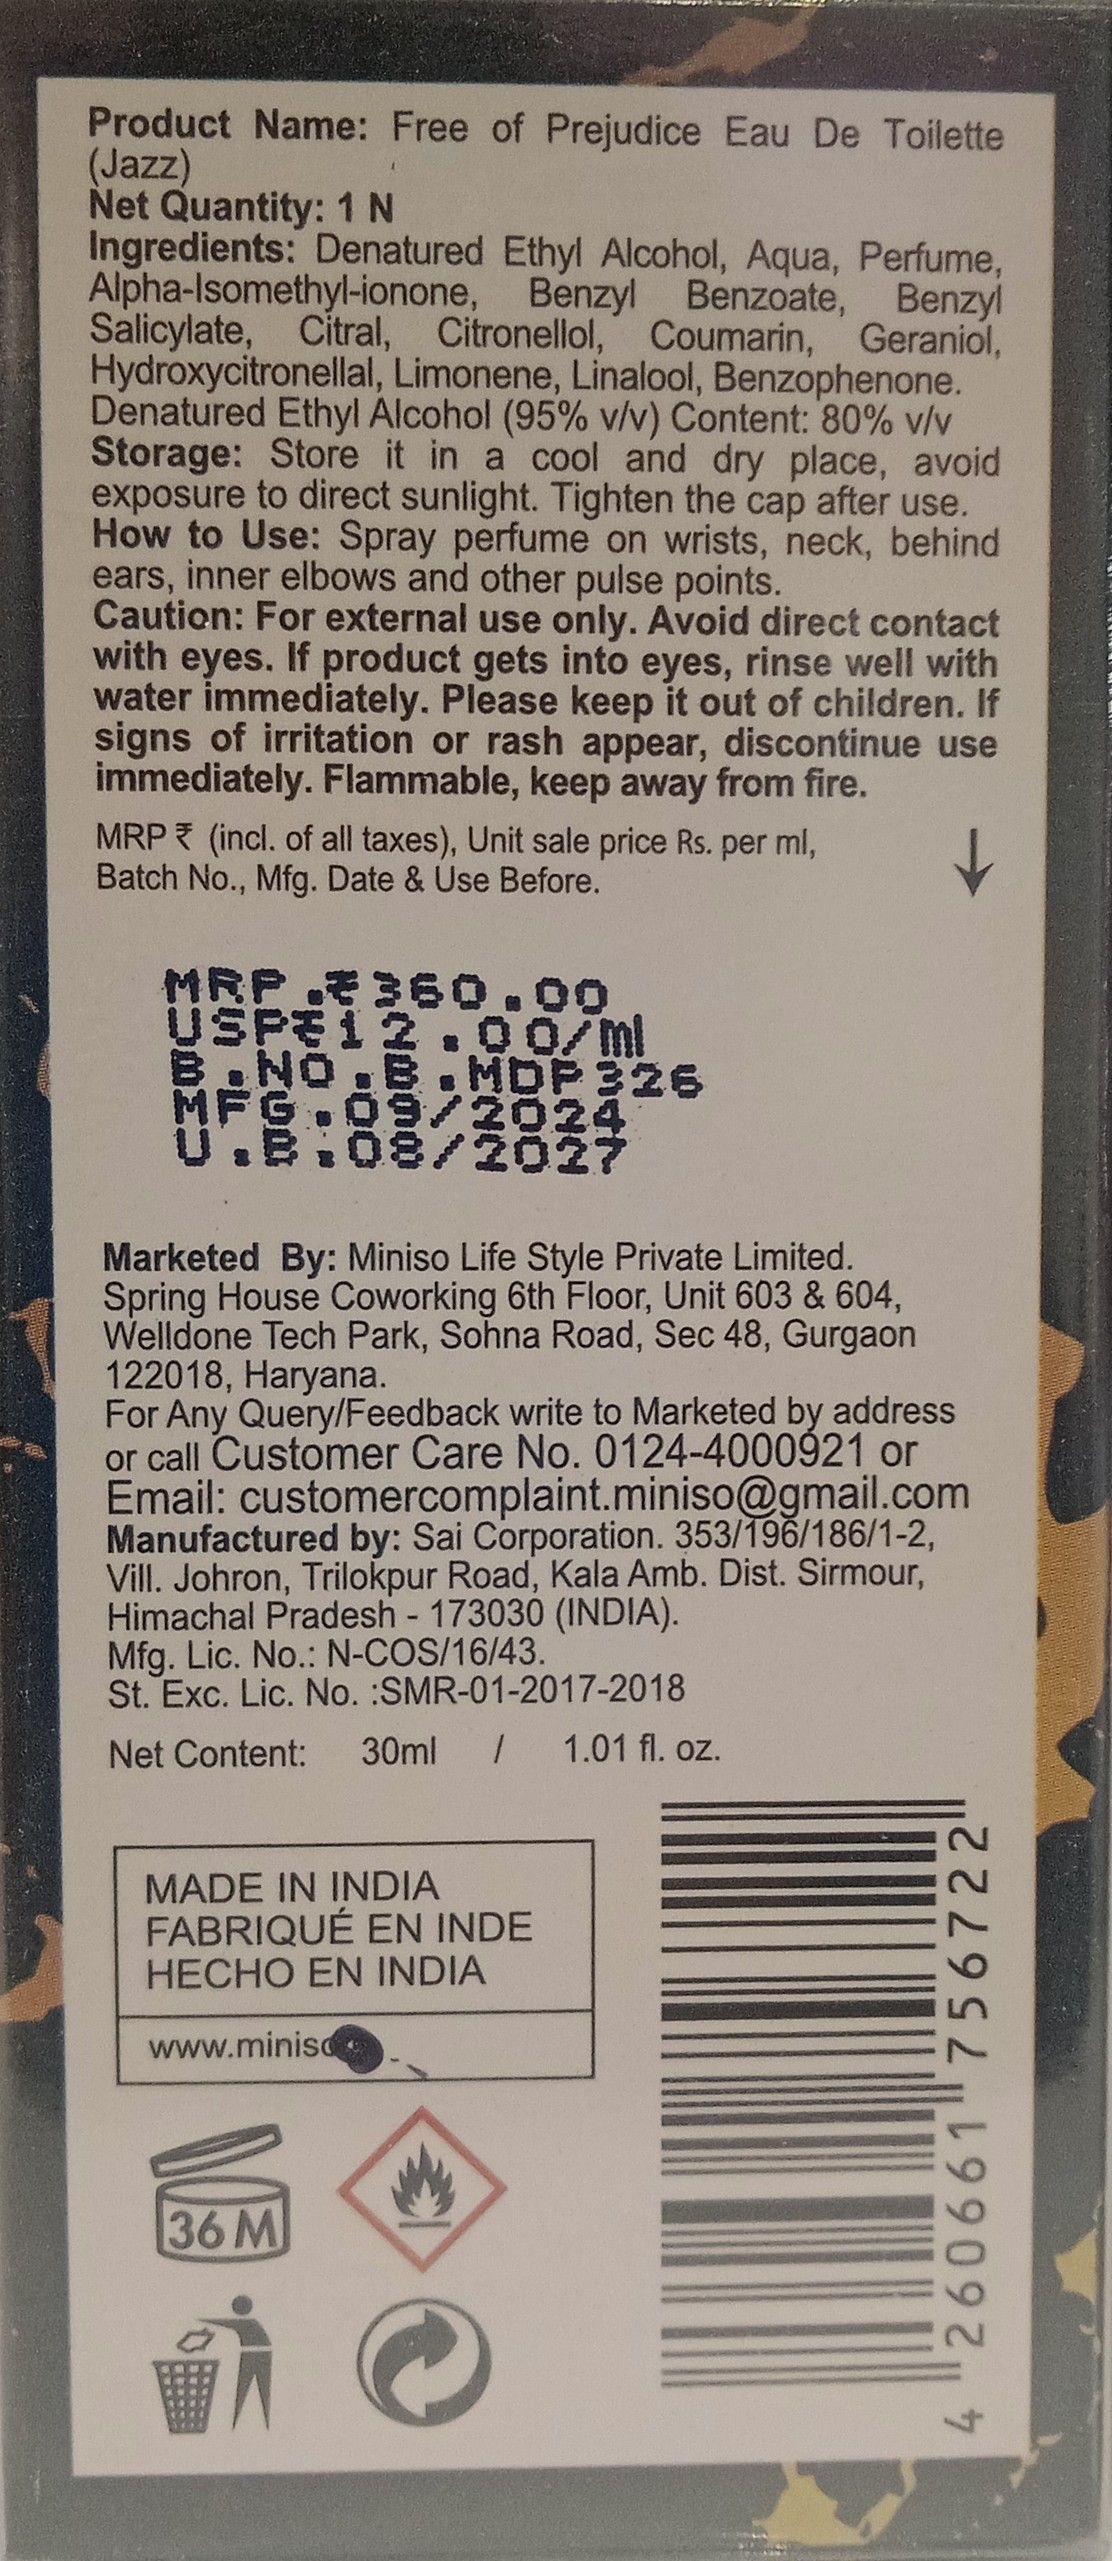 Product Name: Free of Prejudice Eau De Toilette
(Jazz)
Net Quantity: 1 N
Ingredients: Denatured Ethyl Alcohol, Aqua, Perfume,
Alpha-Isomethyl-ionone, Benzyl Benzoate, Benzyl
Salicylate, Citral, Citronellol, Coumarin, Geraniol,
Hydroxycitronellal, Limonene, Linalool, Benzophenone.
Denatured Ethyl Alcohol (95% v/v) Content: 80% v/v
Storage: Store it in a cool and dry place, avoid
exposure to direct sunlight. Tighten the cap after use.
How to Use: Spray perfume on wrists, neck, behind
ears, inner elbows and other pulse points.
Caution: For external use only. Avoid direct contact
with eyes. If product gets into eyes, rinse well with
water immediately. Please keep it out of children. If
signs of irritation or rash appear, discontinue use
immediately. Flammable, keep away from fire.
MRP ₹ (incl. of all taxes), Unit sale price Rs. per ml,
Batch No., Mfg. Date & Use Before.
MRP.₹360.00
USP₹12.00/ml
B.NO.B.MDP326
MFG.09/2024
U.B.08/2027
Marketed By: Miniso Life Style Private Limited.
Spring House Coworking 6th Floor, Unit 603 & 604,
Welldone Tech Park, Sohna Road, Sec 48, Gurgaon
122018, Haryana.
For Any Query/Feedback write to Marketed by address
or call Customer Care No. 0124-4000921 or
Email: customercomplaint.miniso@gmail.com
Manufactured by: Sai Corporation. 353/196/186/1-2,
Vill. Johron, Trilokpur Road, Kala Amb. Dist. Sirmour,
Himachal Pradesh - 173030 (INDIA).
Mfg. Lic. No.: N-COS/16/43.
St. Exc. Lic. No. :SMR-01-2017-2018
Net Content: 30ml / 1.01 fl. oz.
MADE IN INDIA
FABRIQUÉ EN INDE
HECHO EN INDIA
www.miniso
36 M
4 260661 756722